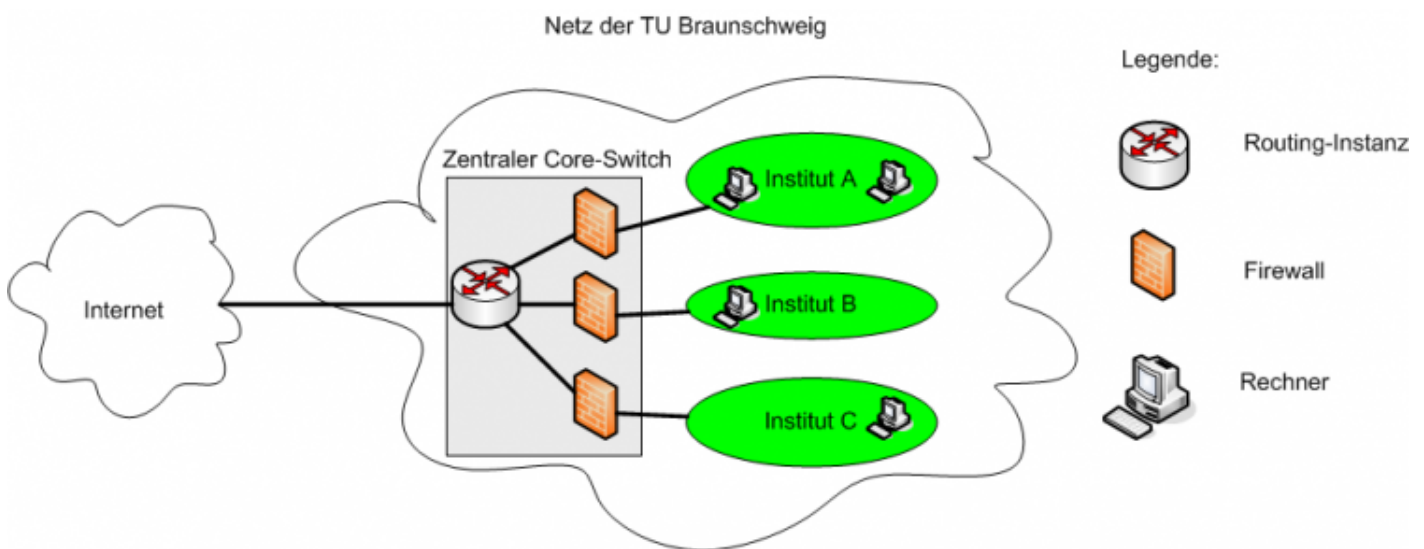 Netz der TU Braunschweig
Legende:
Zentraler Core-Switch
Institut A
Routing-Instanz
Internet
Institut B
Firewall
Institut C
Rechner